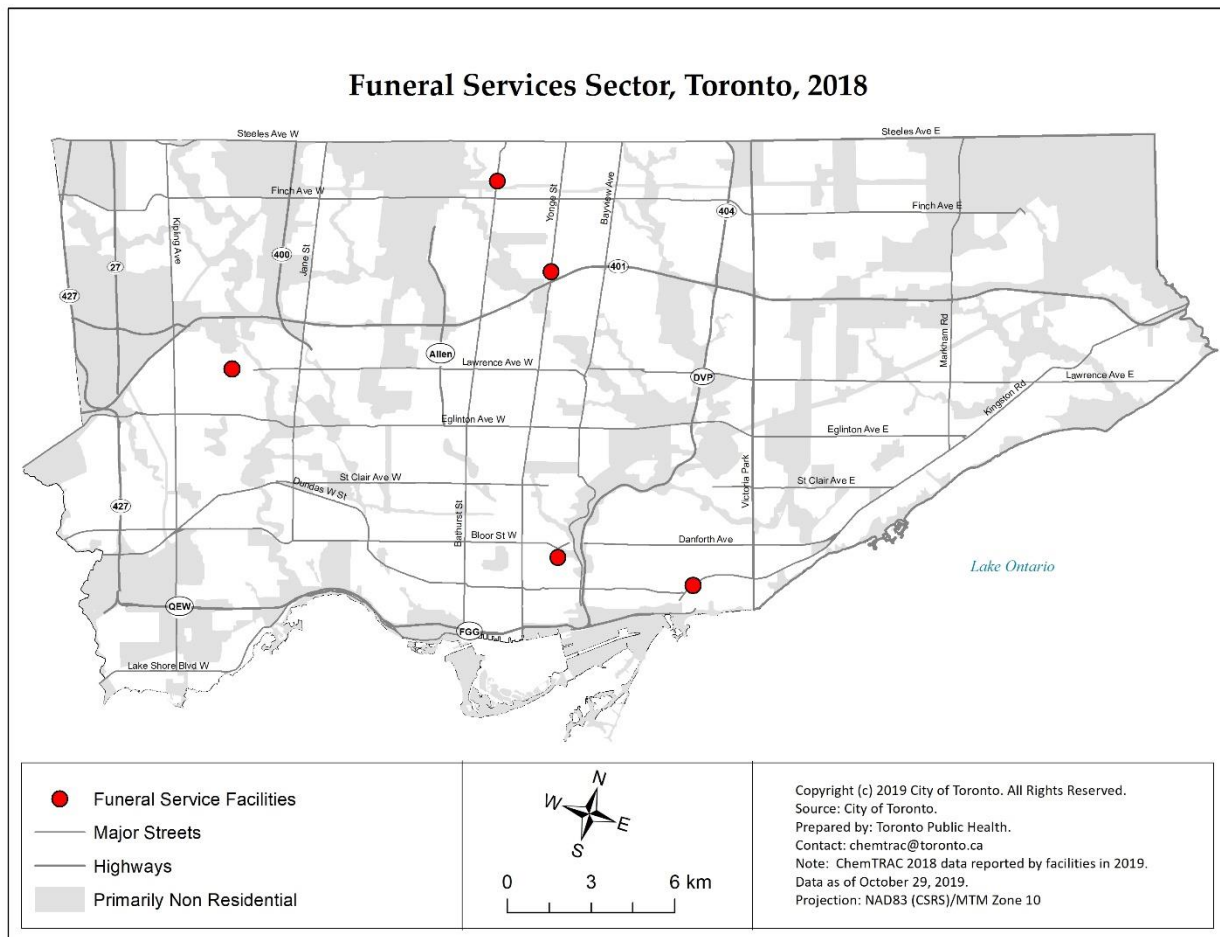 Funeral Services Sector, Toronto, 2018
Steeles Ave W
Steeles Ave E
Finch Ave W
Finch Ave E
Kipling Ave
Jane St
Yonge St
Bayview Ave
404
27
400
401
427
Markham Rd
Allen
Lawrence Ave W
DVP
Lawrence Ave E
Kingston Rd
Eglinton Ave W
Eglinton Ave E
St Clair Ave W
St Clair Ave E
Dundas W St
Victoria Park
427
Bathurst St
Bloor St W
Danforth Ave
Lake Ontario
QEW
FGG
Lake Shore Blvd W
Funeral Service Facilities
Major Streets
Highways
Primarily Non Residential
N
W
E
S
0 3 6 km
Copyright (c) 2019 City of Toronto. All Rights Reserved.
Source: City of Toronto.
Prepared by: Toronto Public Health.
Contact: chemtrac@toronto.ca
Note: ChemTRAC 2018 data reported by facilities in 2019.
Data as of October 29, 2019.
Projection: NAD83 (CSRS)/MTM Zone 10